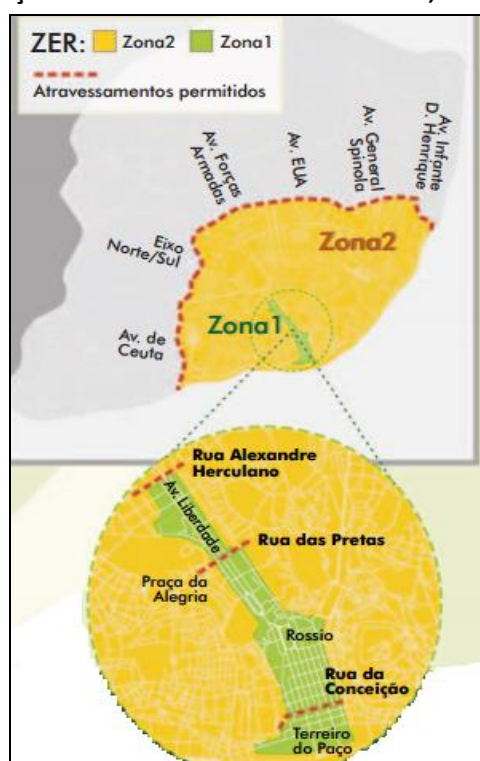 ZER: Zona2 Zona1
Atravessamentos permitidos
Av. Forças
Armadas
Av. EUA
Av. General
Spinola
Av. Infante
D. Henrique
Eixo
Norte/Sul
Zona2
Zona1
Av. de
Ceuta
Rua Alexandre
Herculano
Av. Liberdade
Rua das Pretas
Praça da
Alegria
Rossio
Rua da
Conceição
Terreiro
do Paço